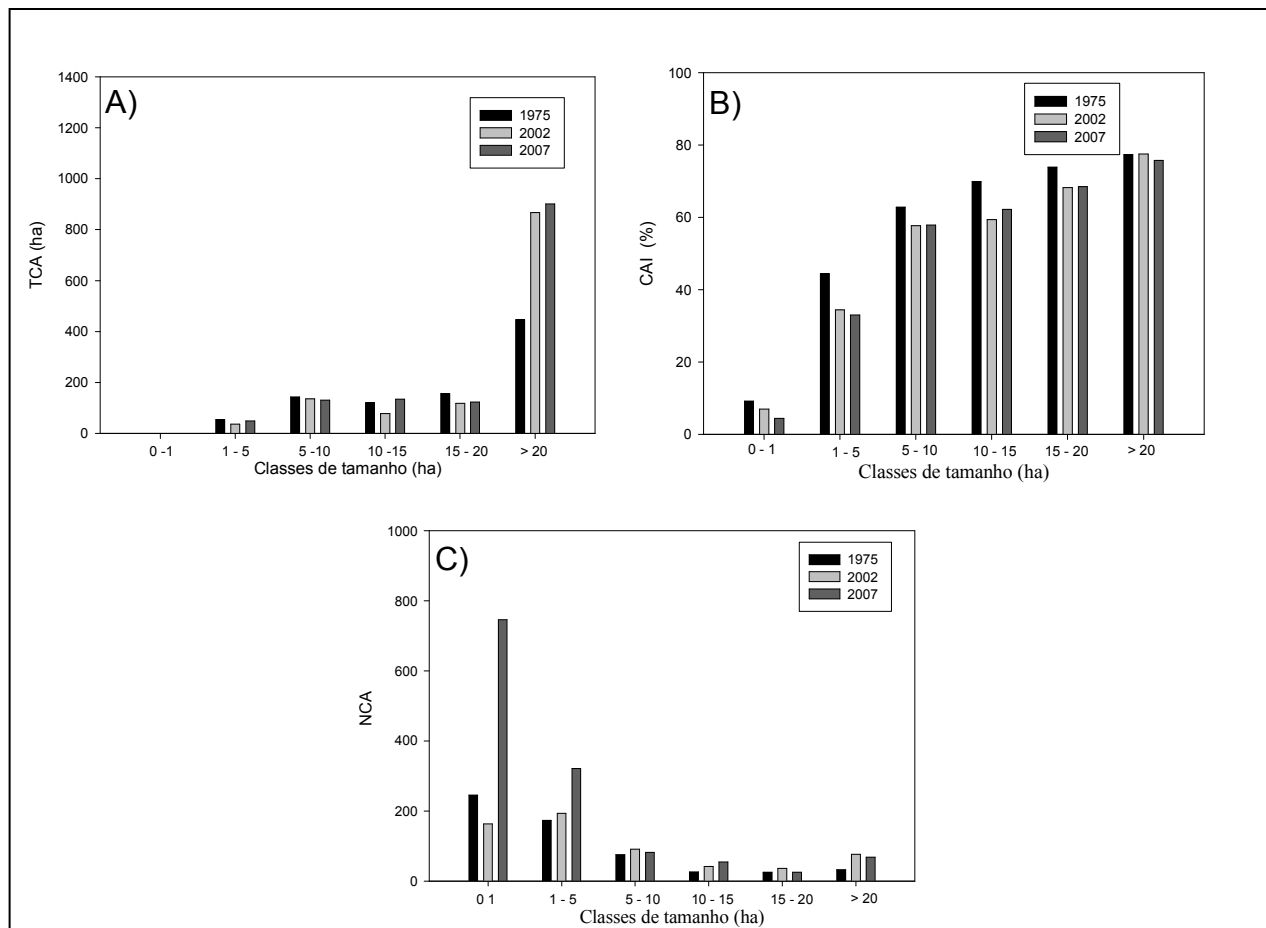 A)
1400
1200
1000
800
600
400
200
0
TCA (ha)
1975
2002
2007
0 -1
1 - 5
5-10
10-15
15 - 20
> 20
Classes de tamanho (ha)
B)
100
80
60
40
20
0
CAI (%)
1975
2002
2007
0 - 1
1 - 5
5 - 10
10 - 15
15 - 20
> 20
Classes de tamanho (ha)
C)
1000
800
600
400
200
0
NCA
1975
2002
2007
0 1
1 - 5
5 - 10
10 - 15
15 - 20
> 20
Classes de tamanho (ha)